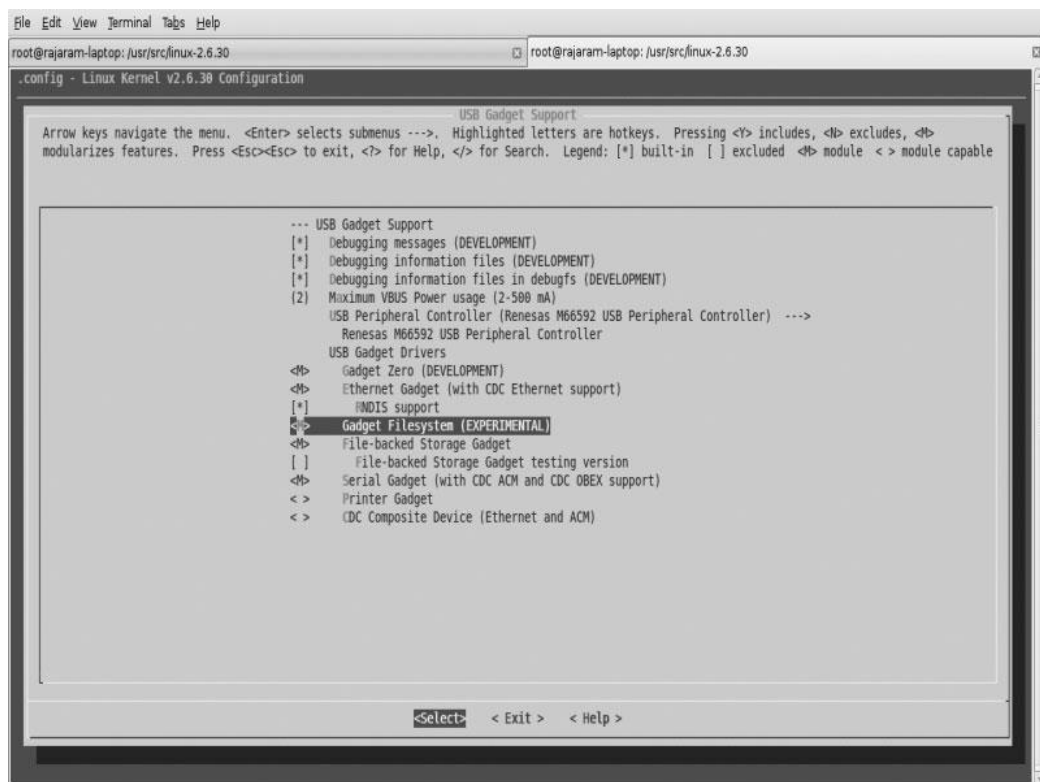 File Edit View Terminal Tabs Help
root@rajaram-laptop: /usr/src/linux-2.6.30
root@rajaram-laptop: /usr/src/linux-2.6.30
.config - Linux Kernel v2.6.30 Configuration
USB Gadget Support
Arrow keys navigate the menu. <Enter> selects submenus --->. Highlighted letters are hotkeys. Pressing <Y> includes, <N> excludes, <M>
modularizes features. Press <Esc><Esc> to exit, <?> for Help, </> for Search. Legend: [*] built-in [ ] excluded <M> module < > module capable
--- USB Gadget Support
[*] Debugging messages (DEVELOPMENT)
[*] Debugging information files (DEVELOPMENT)
[*] Debugging information files in debugfs (DEVELOPMENT)
(2) Maximum VBUS Power usage (2-500 mA)
USB Peripheral Controller (Renesas M66592 USB Peripheral Controller) --->
Renesas M66592 USB Peripheral Controller
USB Gadget Drivers
<M> Gadget Zero (DEVELOPMENT)
<M> Ethernet Gadget (with CDC Ethernet support)
[*] RNDIS support
Gadget Filesystem (EXPERIMENTAL)
<M> File-backed Storage Gadget
[ ] File-backed Storage Gadget testing version
<M> Serial Gadget (with CDC ACM and CDC OBEX support)
< > Printer Gadget
< > CDC Composite Device (Ethernet and ACM)
<Select> < Exit > < Help >